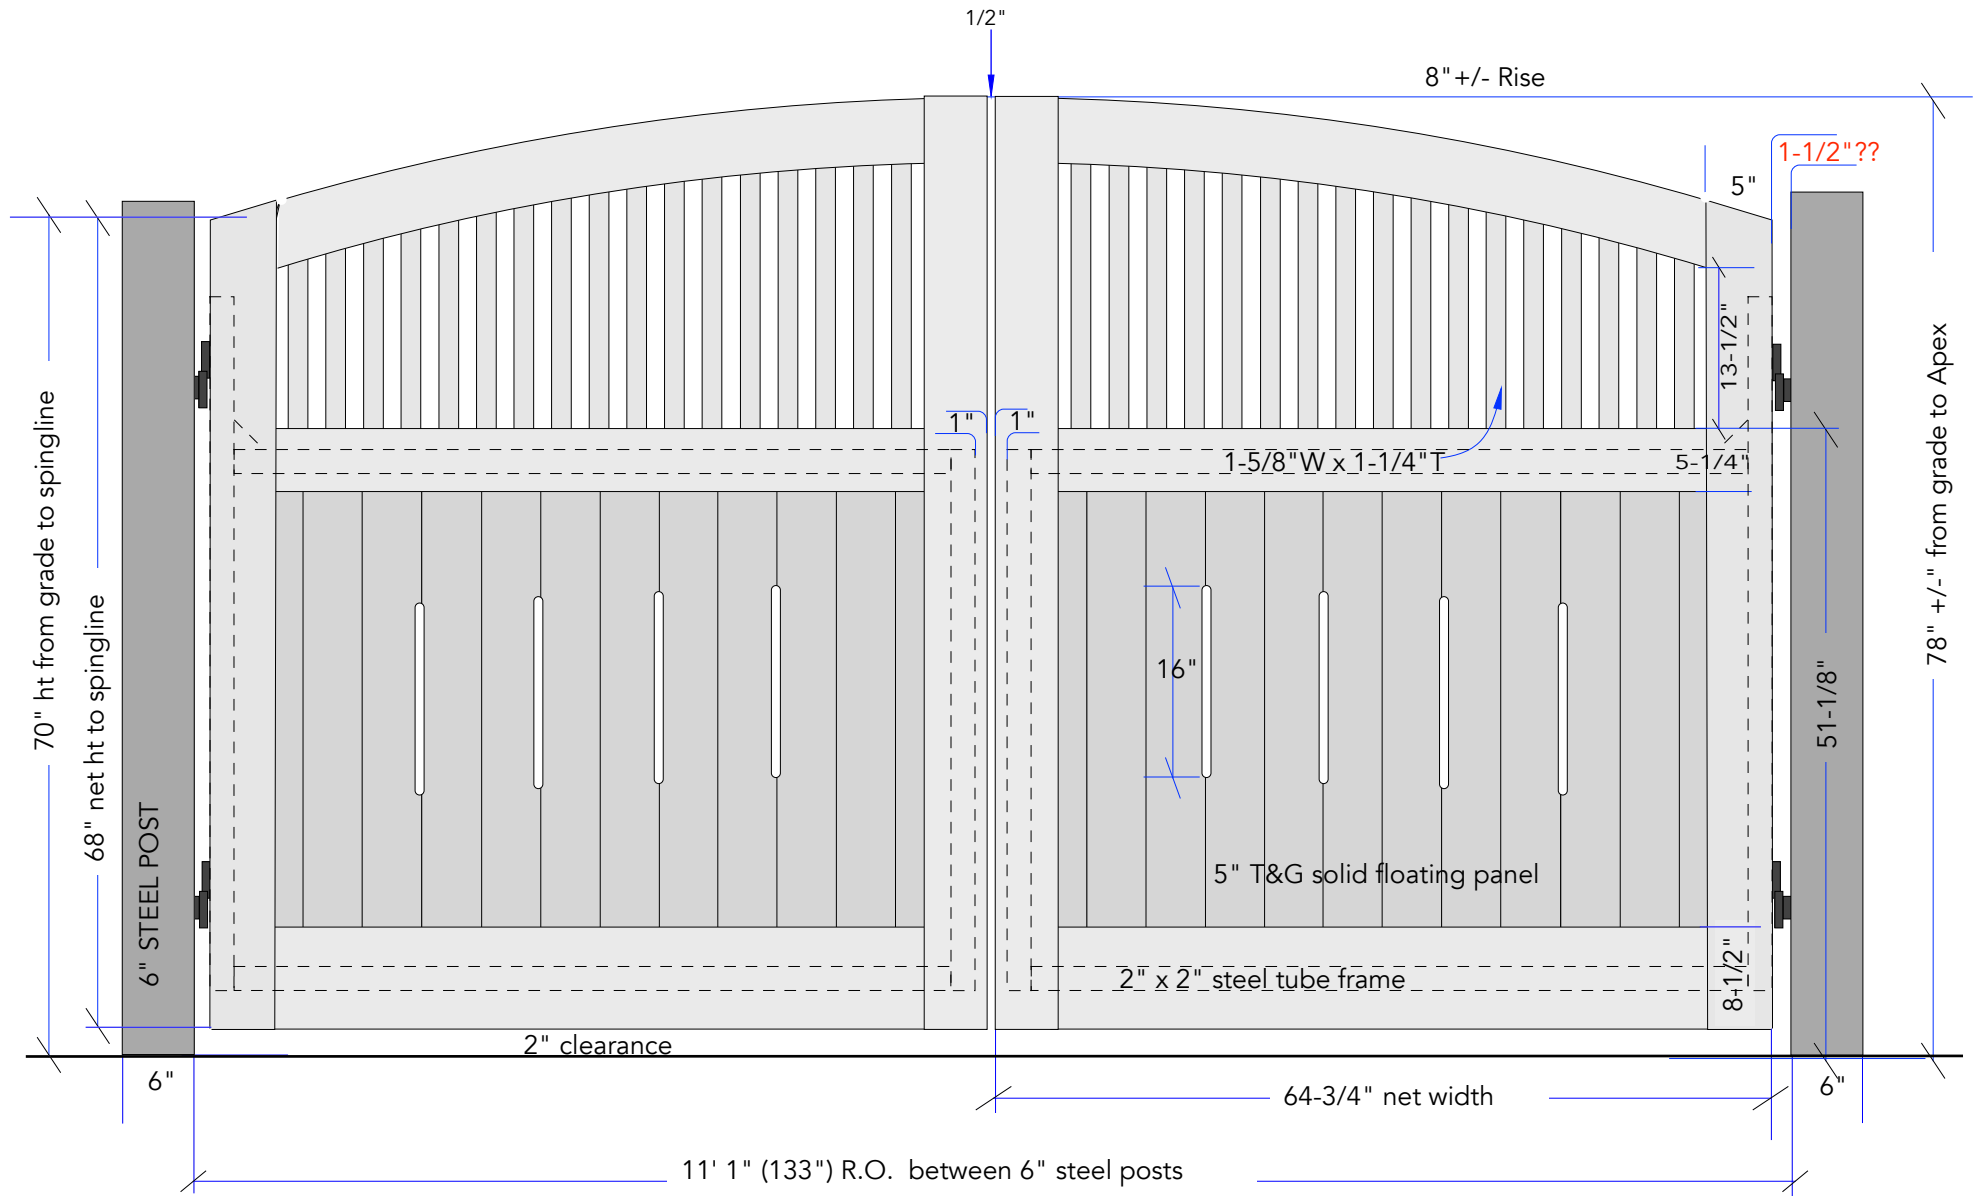 1/2"
8"+/- Rise
1-1/2"??
5"
13-1/2"
1"
1"
1-5/8"W x 1-1/4"T
5-1/4"
70" ht from grade to spingline
68" net ht to spingline
78" +/-" from grade to Apex
51-1/8"
16"
6" STEEL POST
5" T&G solid floating panel
2" x 2" steel tube frame
8-1/2"
2" clearance
6"
6"
64-3/4" net width
11' 1" (133") R.O. between 6" steel posts